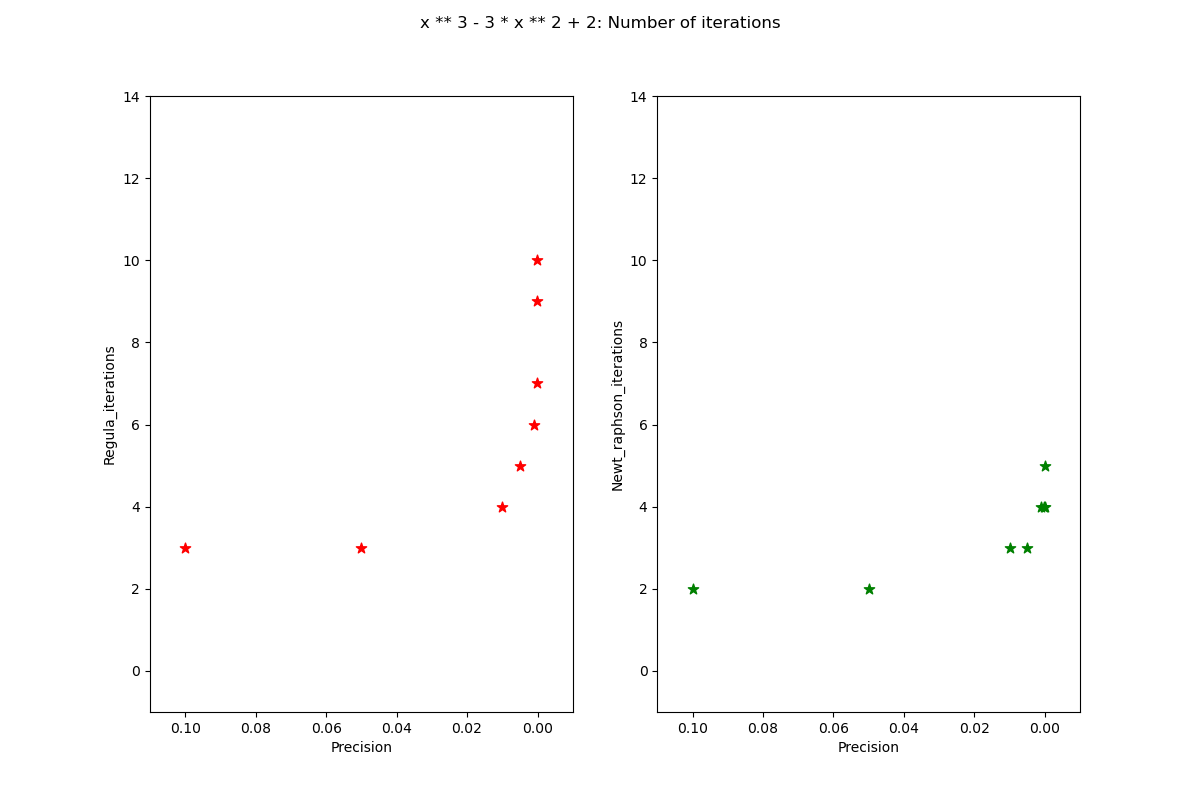 x ** 3 - 3 * x ** 2 + 2: Number of iterations
14
12
10
8
6
4
2
0
Regula_iterations
0.10 0.08 0.06 0.04 0.02 0.00
Precision
14
12
10
8
6
4
2
0
Newt_raphson_iterations
0.10 0.08 0.06 0.04 0.02 0.00
Precision